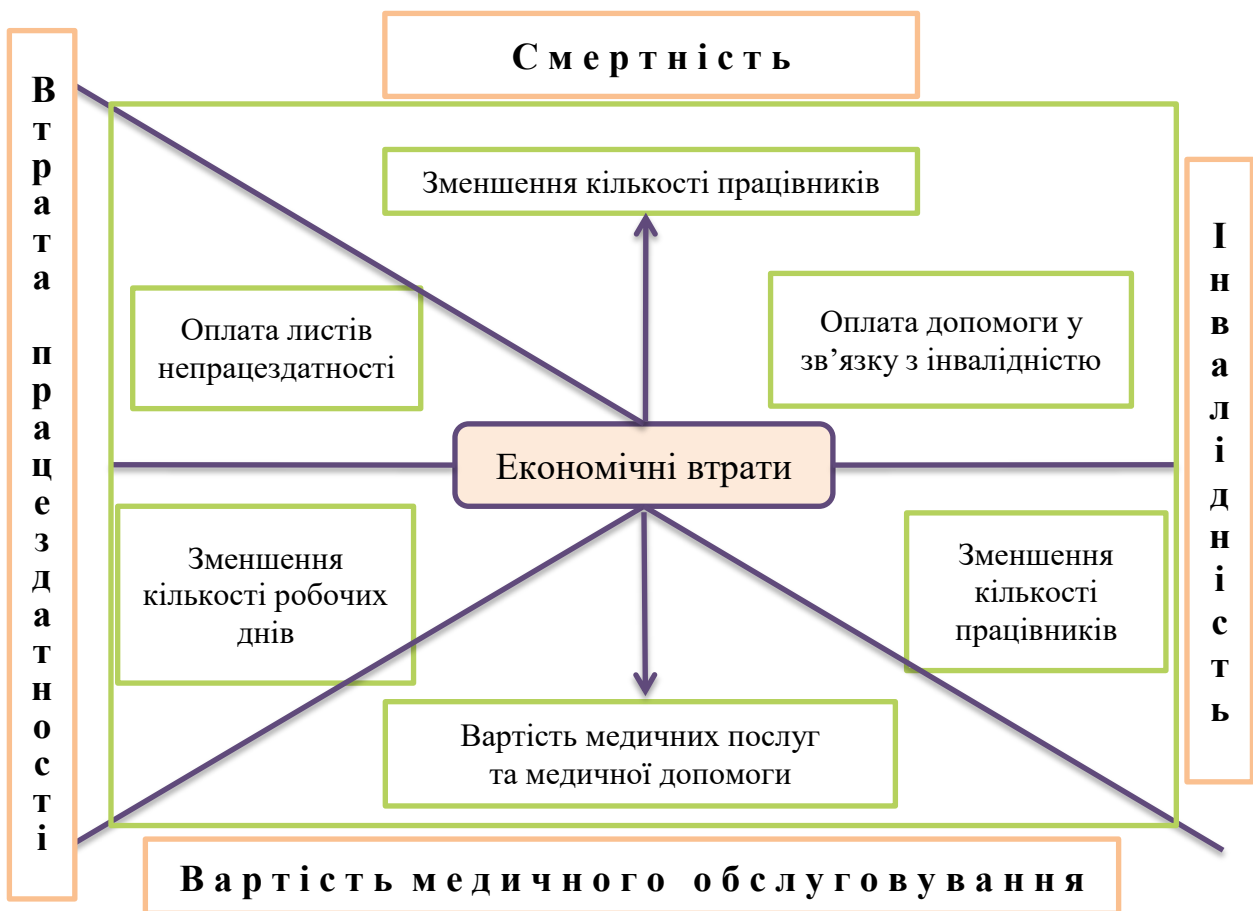 Смертність
Втрата працездатності
Зменшення кількості працівників
Інвалідність
Оплата листів
непрацездатності
Оплата допомоги у
зв’язку з інвалідністю
Економічні втрати
Зменшення
кількості робочих
днів
Зменшення
кількості
працівників
Вартість медичних послуг
та медичної допомоги
Вартість медичного обслуговування